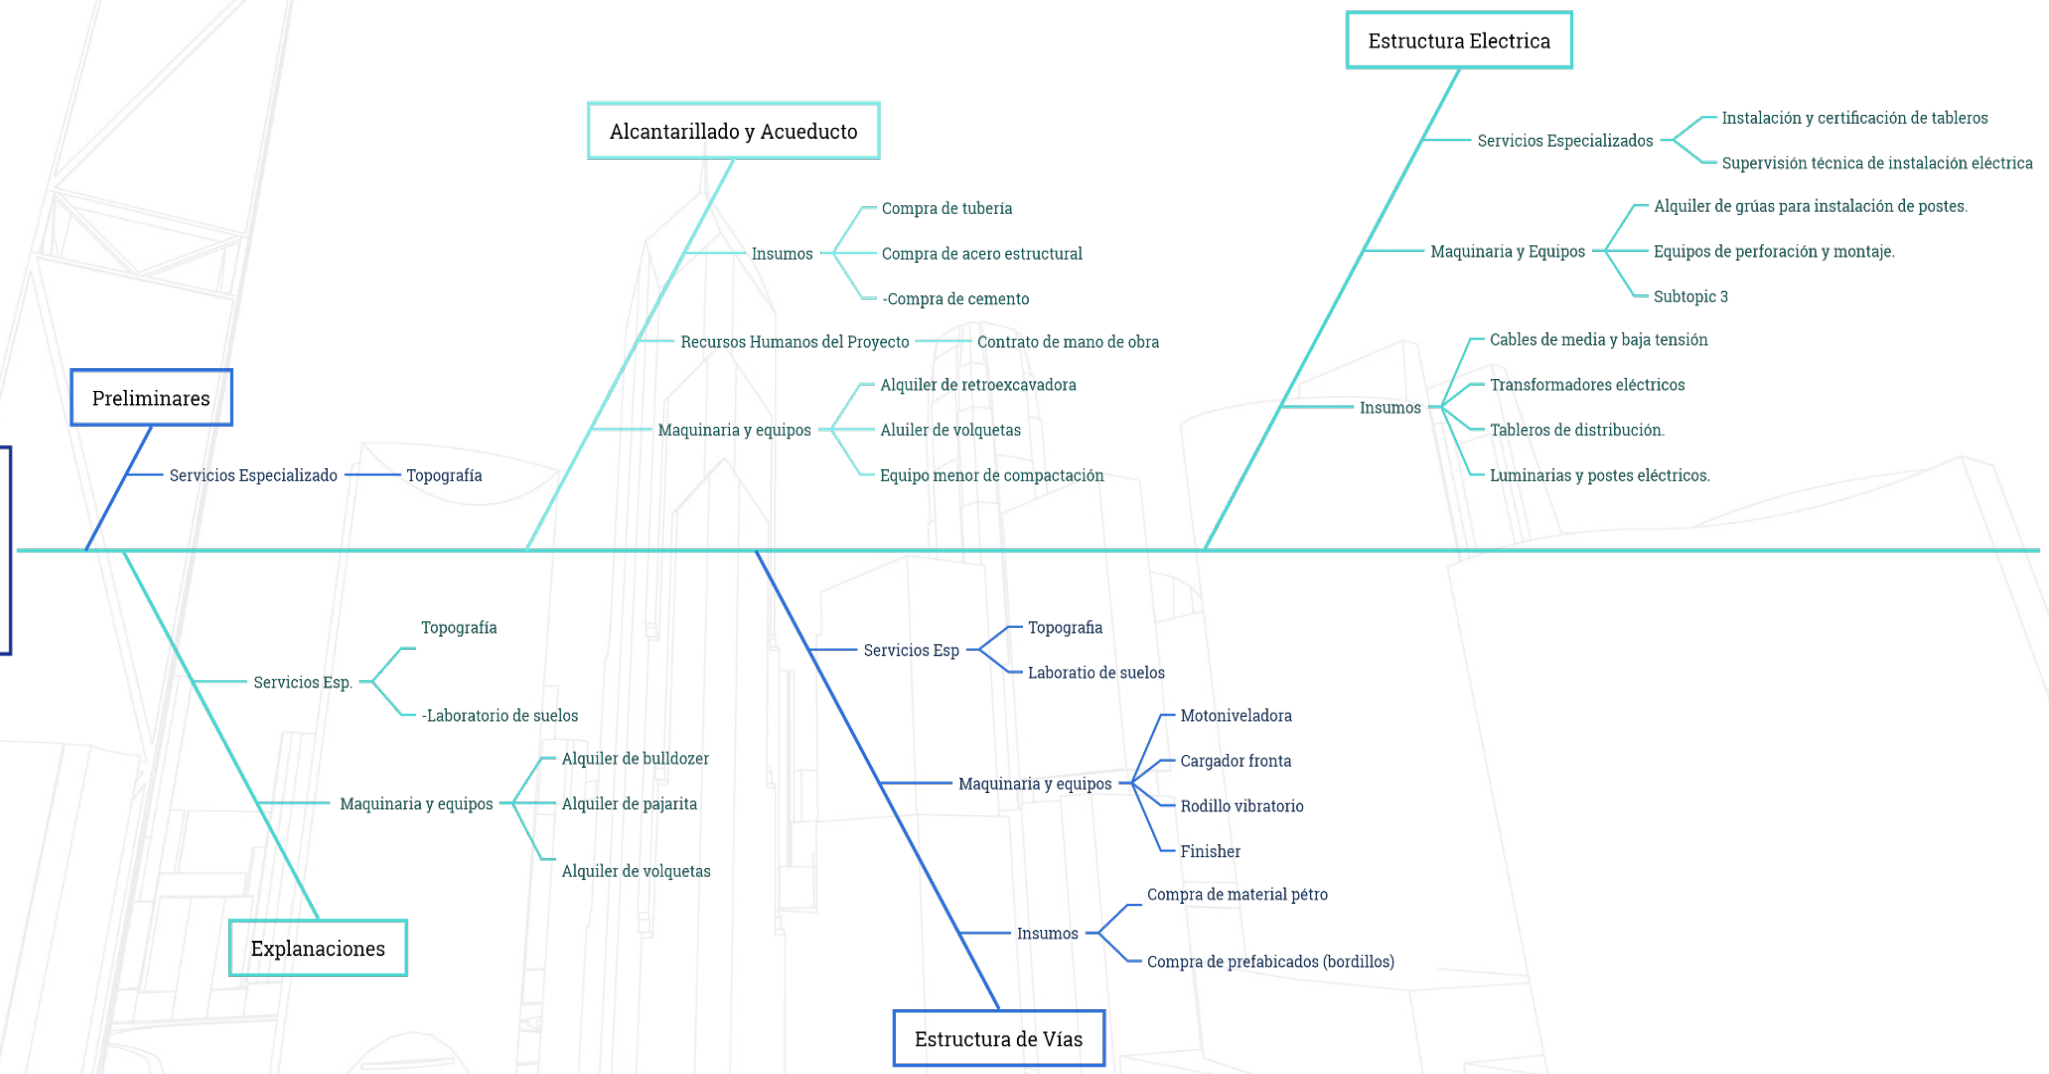 Estructura Electrica
Instalación y certificación de tableros
Servicios Especializados
Supervisión técnica de instalación eléctrica
Alquiler de grúas para instalación de postes.
Maquinaria y Equipos
Equipos de perforación y montaje.
Subtopic 3
Cables de media y baja tensión
Transformadores eléctricos
Insumos
Tableros de distribución.
Luminarias y postes eléctricos.
Alcantarillado y Acueducto
Compra de tubería
Insumos
Compra de acero estructural
-Compra de cemento
Recursos Humanos del Proyecto
Contrato de mano de obra
Alquiler de retroexcavadora
Maquinaria y equipos
Aluiler de volquetas
Equipo menor de compactación
Preliminares
Servicios Especializado
Topografía
Topografía
Servicios Esp.
-Laboratorio de suelos
Alquiler de bulldozer
Maquinaria y equipos
Alquiler de pajarita
Alquiler de volquetas
Explanaciones
Topografia
Servicios Esp
Laboratio de suelos
Motoniveladora
Cargador fronta
Maquinaria y equipos
Rodillo vibratorio
Finisher
Compra de material pétro
Insumos
Compra de prefabicados (bordillos)
Estructura de Vías